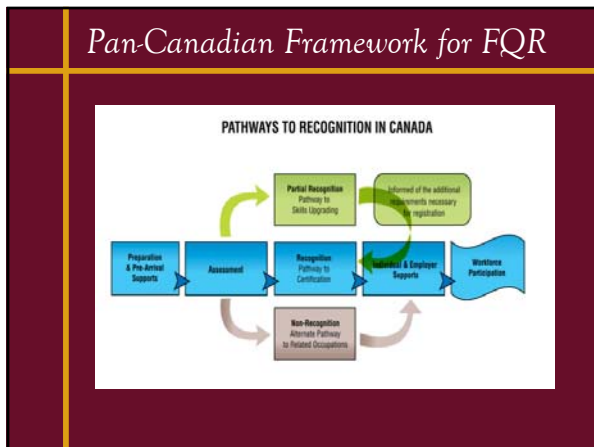 Pan-Canadian Framework for FQR
PATHWAYS TO RECOGNITION IN CANADA
Partial Recognition
Pathway to
Skills Upgrading
Informed of the additional
requirements necessary
for registration
Preparation
& Pre-Arrival
Supports
Assessment
Recognition
Pathway to
Certification
Individual & Employer
Supports
Workforce
Participation
Non-Recognition
Alternate Pathway
to Related Occupations